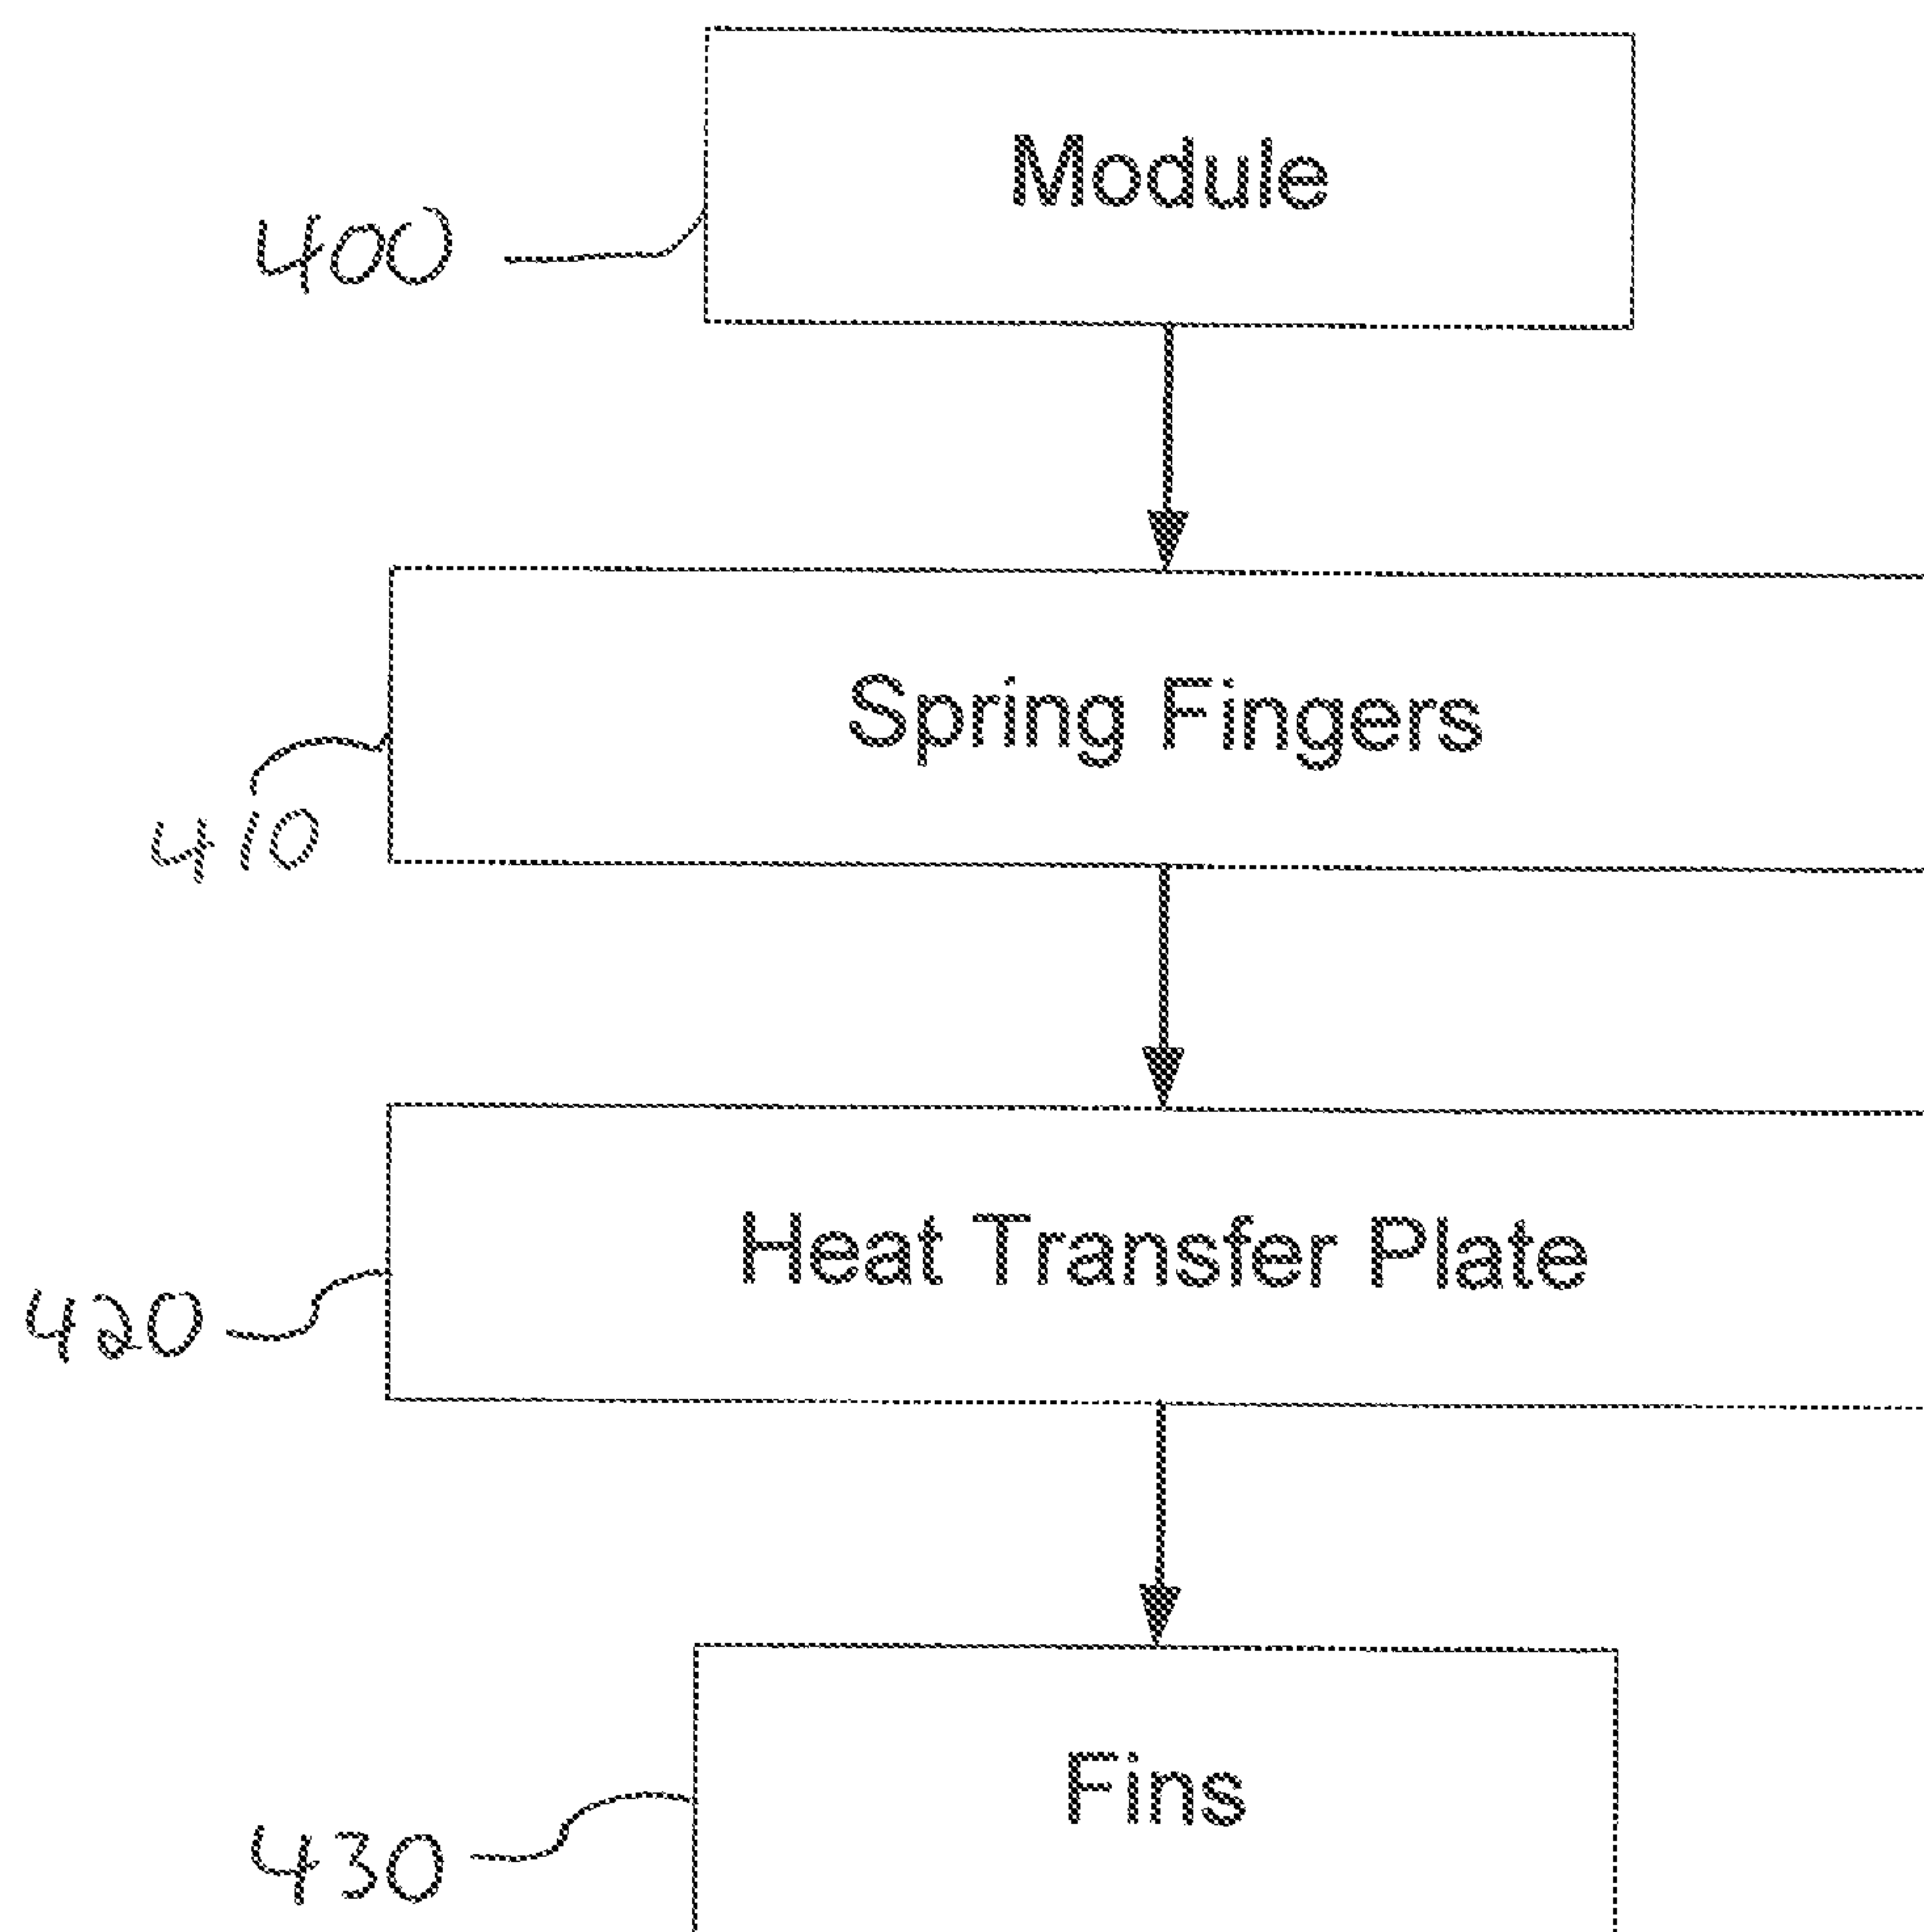 Module
400
Spring Fingers
410
Heat Transfer Plate
420
Fins
430